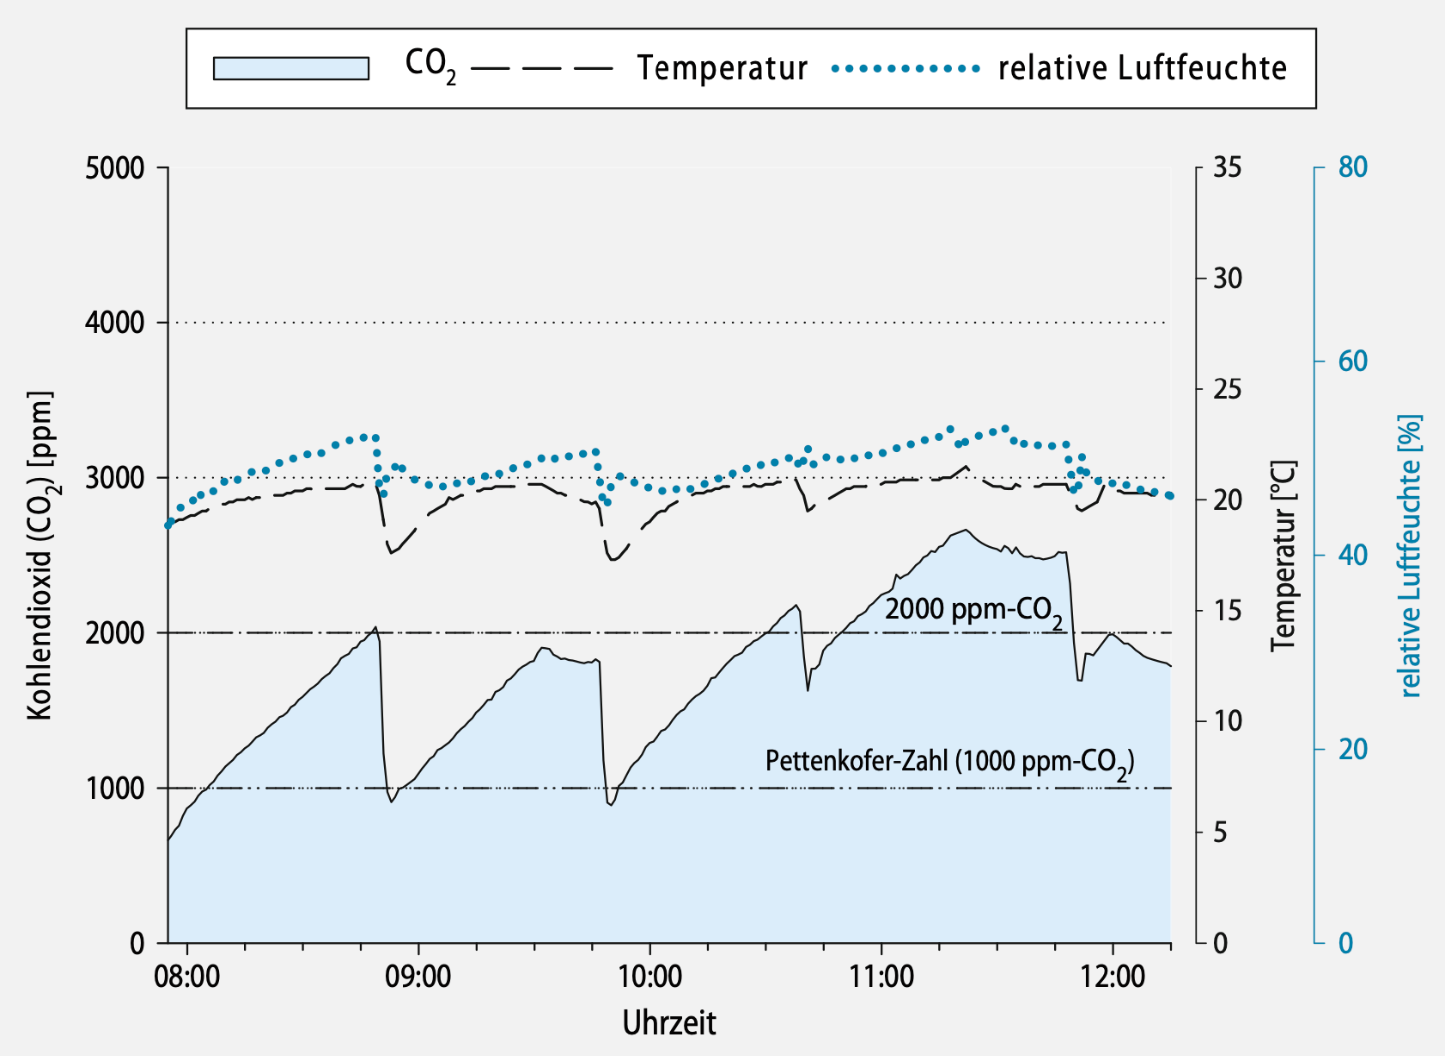 CO2 Temperatur relative Luftfeuchte
5000
4000
3000
2000
1000
0
Kohlendioxid (CO2) [ppm]
2000 ppm-CO2
Pettenkofer-Zahl (1000 ppm-CO2)
35
30
25
20
15
10
5
0
Temperatur [°C]
80
60
40
20
0
relative Luftfeuchte [%]
08:00 09:00 10:00 11:00 12:00
Uhrzeit